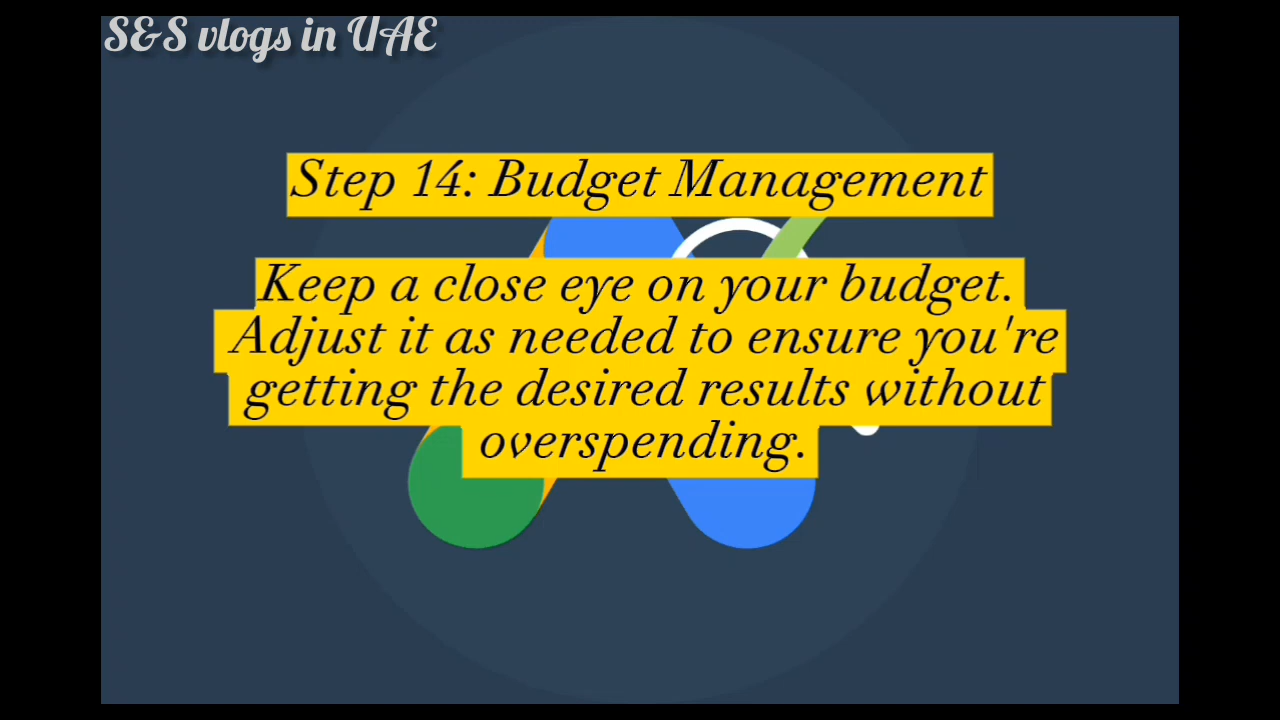 S&S vlogs in UAE
Step 14: Budget Management
Keep a close eye on your budget.
Adjust it as needed to ensure you're
getting the desired results without
overspending.